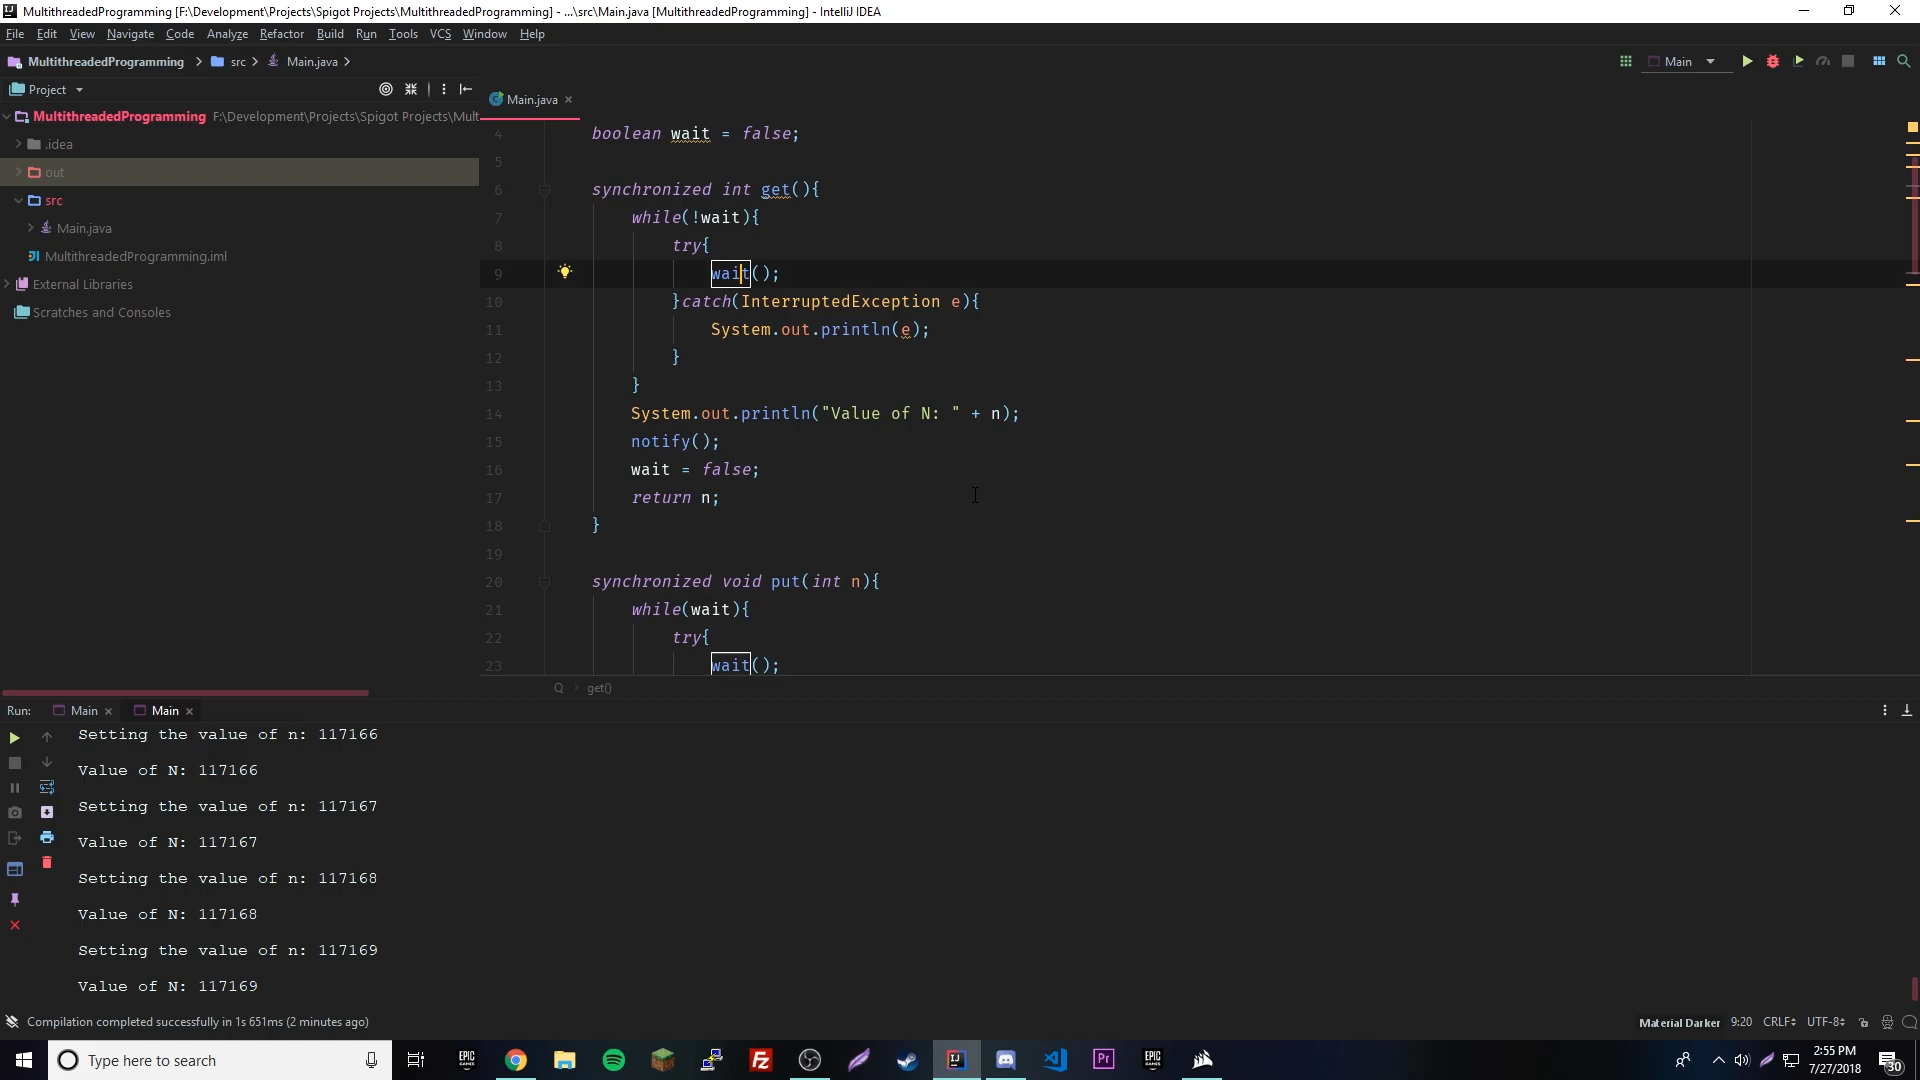 MultithreadedProgramming [F:\Development\Projects\Spigot Projects\MultithreadedProgramming] - ...\src\Main.java [MultithreadedProgramming] - IntelliJ IDEA
File Edit View Navigate Code Analyze Refactor Build Run Tools VCS Window Help
MultithreadedProgramming src Main.java Main
Project
Main.java
MultithreadedProgramming F:\Development\Projects\Spigot Projects\Mult
.idea
out
src
Main.java
MultithreadedProgramming.iml
External Libraries
Scratches and Consoles
4 boolean wait = false;
5
6 synchronized int get(){
7 while(!wait){
8 try{
9 wait();
10 }catch(InterruptedException e){
11 System.out.println(e);
12 }
13 }
14 System.out.println("Value of N: " + n);
15 notify();
16 wait = false;
17 return n;
18 }
19
20 synchronized void put(int n){
21 while(wait){
22 try{
23 wait();
Q get()
Run: Main Main
Setting the value of n: 117166
Value of N: 117166
Setting the value of n: 117167
Value of N: 117167
Setting the value of n: 117168
Value of N: 117168
Setting the value of n: 117169
Value of N: 117169
Compilation completed successfully in 1s 651ms (2 minutes ago)
Material Darker 9:20 CRLF UTF-8
Type here to search
EPIC GAMES
Fz
IJ
Pr
EPIC GAMES
2:55 PM
7/27/2018
30